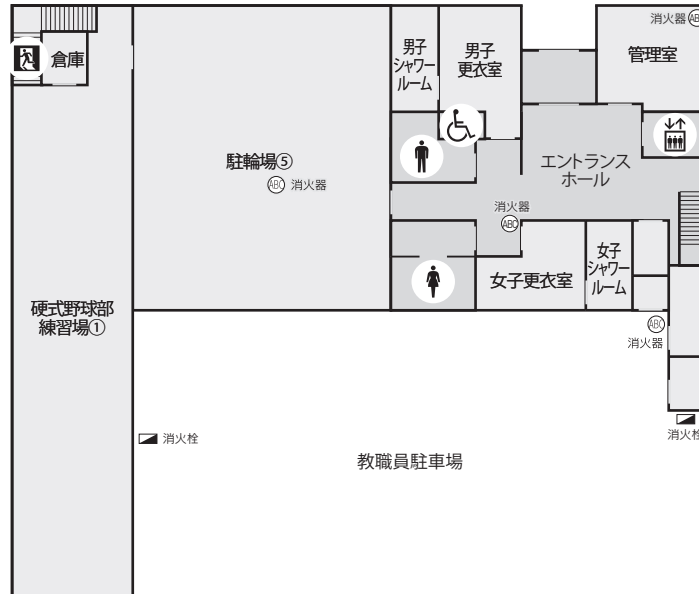 消火器 ABC
男子
シャワー
ルーム
男子
更衣室
管理室
倉庫
駐輪場⑤
ABC 消火器
エントランス
ホール
消火器
ABC
女子
シャワー
ルーム
女子更衣室
硬式野球部
練習場①
ABC
消火器
消火栓
消火栓
教職員駐車場